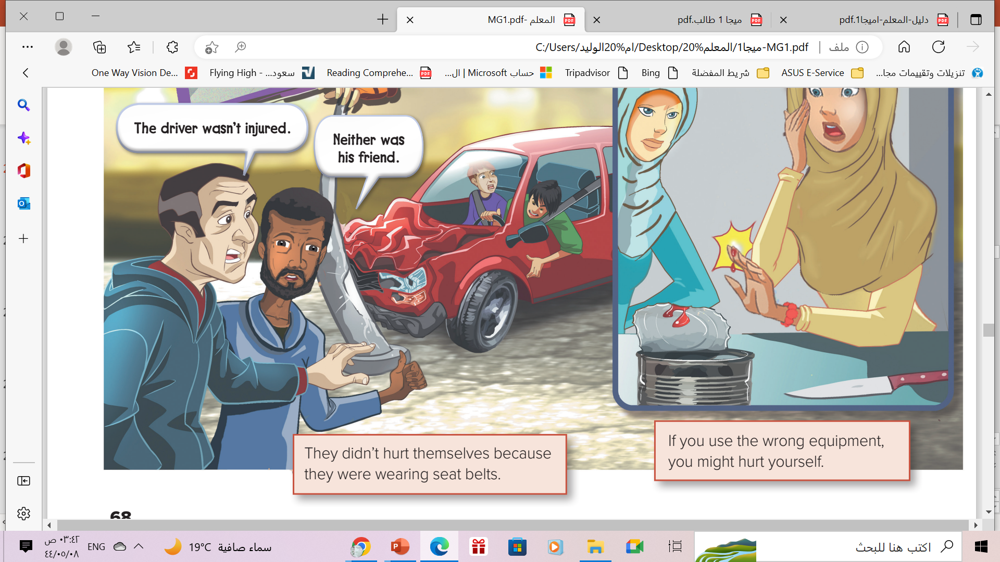 المعلم -MG1.pdf
ميجا 1 طالب.pdf
دليل-المعلم-اميجا1.pdf
C:/Users/ام%20الوليد/Desktop/20%ميجا1/المعلم-MG1.pdf
ملف
One Way Vision De...
Flying High - سعود...
Reading Comprehe...
حساب Microsoft | ال...
Tripadvisor
Bing
شريط المفضلة
ASUS E-Service
تنزيلات وتقييمات مجا...
The driver wasn't injured.
Neither was
his friend.
They didn't hurt themselves because
they were wearing seat belts.
If you use the wrong equipment,
you might hurt yourself.
68
٠٣:٤٢ ص
٤٤/٠٥/٠٨
ENG
19°C سماء صافية
اكتب هنا للبحث